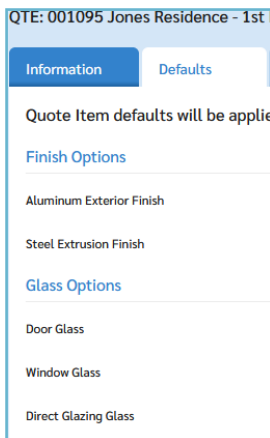 QTE: 001095 Jones Residence - 1st
Information Defaults
Quote Item defaults will be
Finish Options
Aluminum Exterior Finish
Steel Extrusion Finish
Glass Options
Door Glass
Window Glass
Direct Glazing Glass